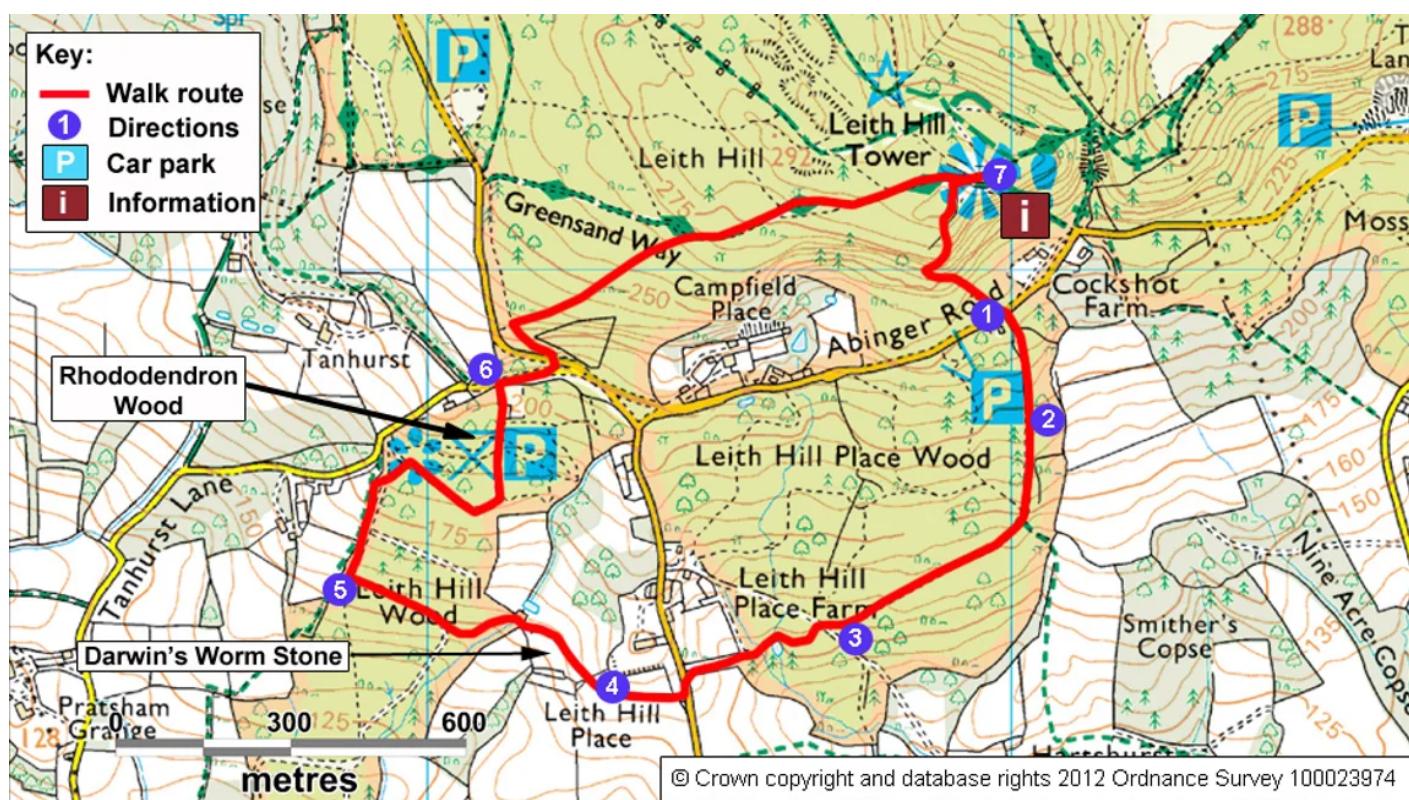 Key:
Walk route
1 Directions
P Car park
i Information
P
288
Leith Hill
Tower
P
275
Leith Hill 292
7
225
i
275
Greensand Way
Moss
250
Campfield
Place
Cockshot
Farm
1
Abinger Road
200
Tanhurst
6
Rhododendron
Wood
200
P
2
175
P
Leith Hill Place Wood
160
150
Tanhurst Lane
150
175
Nine Acre Copse
5
Leith Hill
Wood
Leith Hill
Place Farm
3
Smither's
Copse
135
Darwin's Worm Stone
4
Leith Hill
Place
Pratsham
Grange
128
125
125
0 300 600
metres
© Crown copyright and database rights 2012 Ordnance Survey 100023974